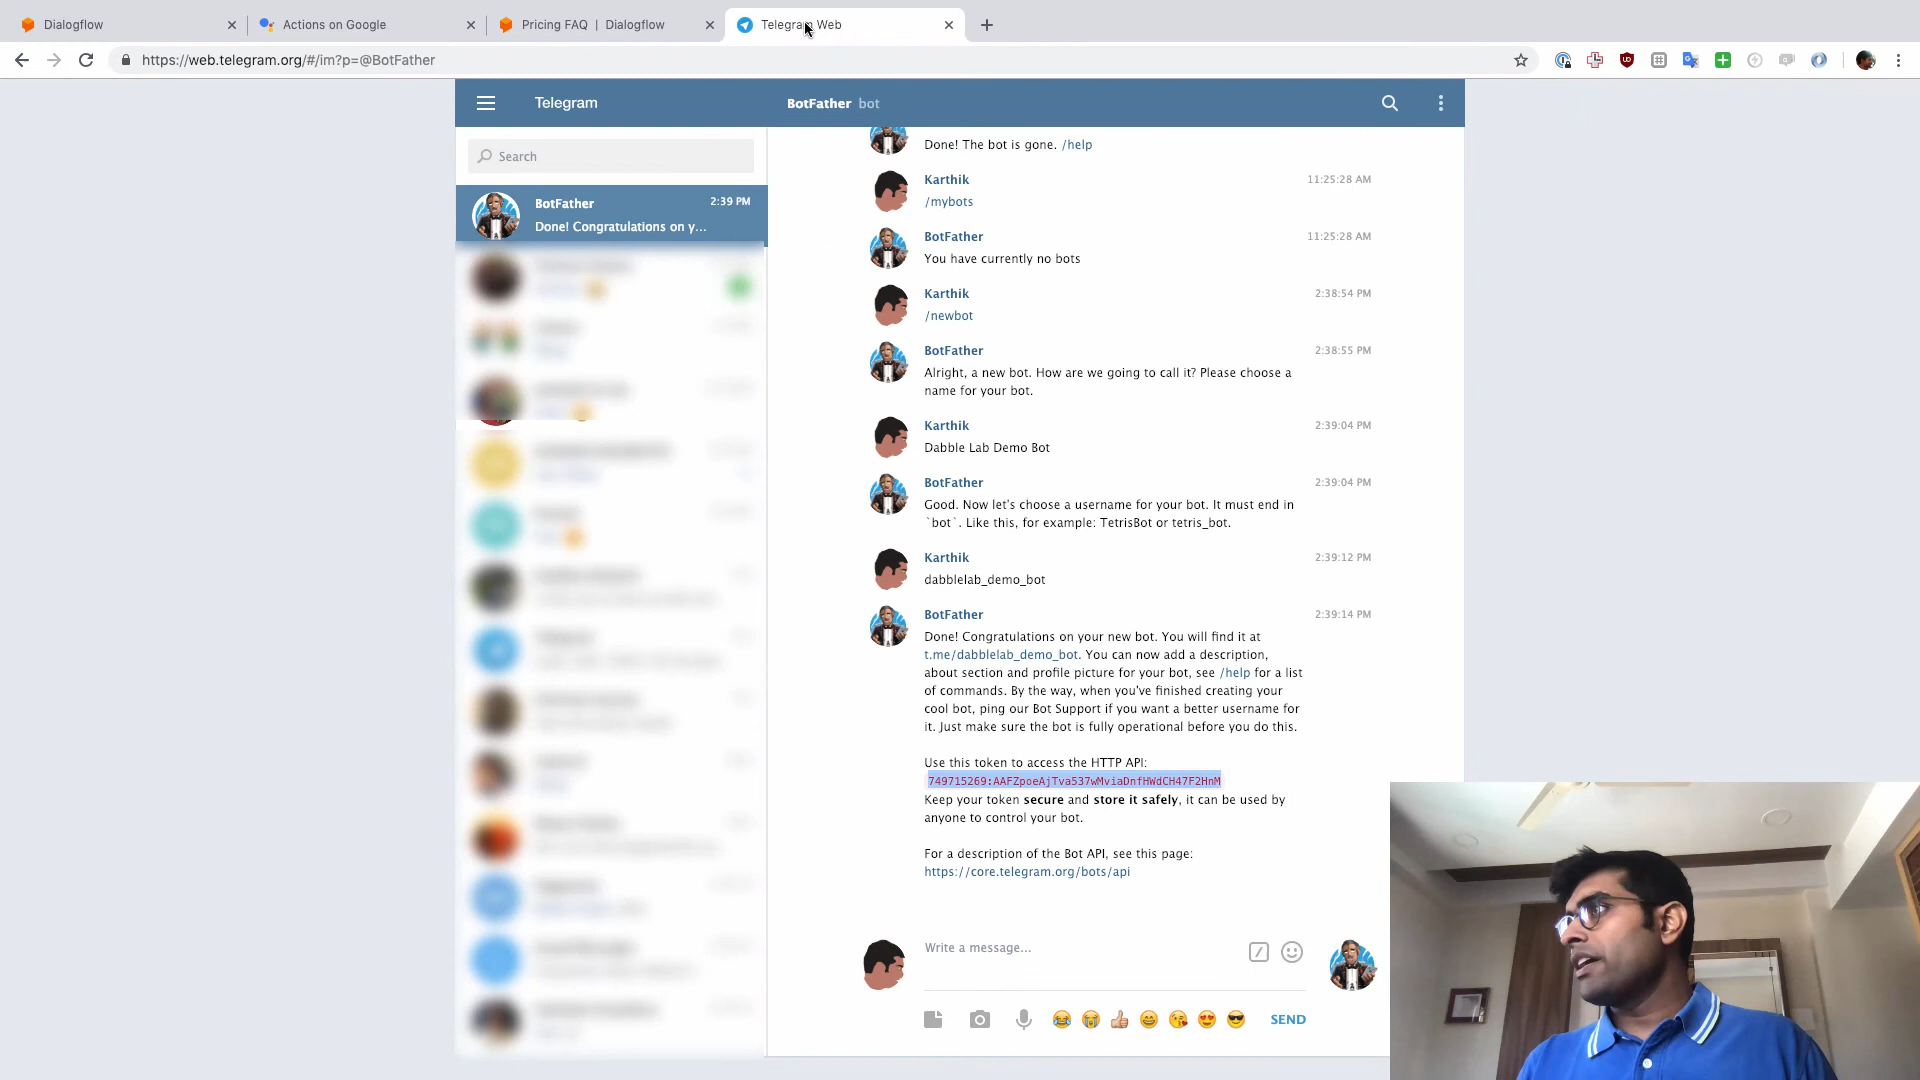 Dialogflow
Actions on Google
Pricing FAQ | Dialogflow
Telegram Web
https://web.telegram.org/#/im?p=@BotFather
Telegram
BotFather bot
Search
BotFather 2:39 PM
Done! Congratulations on y...
Done! The bot is gone. /help
Karthik 11:25:28 AM
/mybots
BotFather 11:25:28 AM
You have currently no bots
Karthik 2:38:54 PM
/newbot
BotFather 2:38:55 PM
Alright, a new bot. How are we going to call it? Please choose a
name for your bot.
Karthik 2:39:04 PM
Dabble Lab Demo Bot
BotFather 2:39:04 PM
Good. Now let's choose a username for your bot. It must end in
`bot`. Like this, for example: TetrisBot or tetris_bot.
Karthik 2:39:12 PM
dabblelab_demo_bot
BotFather 2:39:14 PM
Done! Congratulations on your new bot. You will find it at
t.me/dabblelab_demo_bot. You can now add a description,
about section and profile picture for your bot, see /help for a list
of commands. By the way, when you've finished creating your
cool bot, ping our Bot Support if you want a better username for
it. Just make sure the bot is fully operational before you do this.
Use this token to access the HTTP API:
749715269:AAFZpoeAjTva537wMviaDnfHWdCH47F2HnM
Keep your token secure and store it safely, it can be used by
anyone to control your bot.
For a description of the Bot API, see this page:
https://core.telegram.org/bots/api
Write a message...
SEND